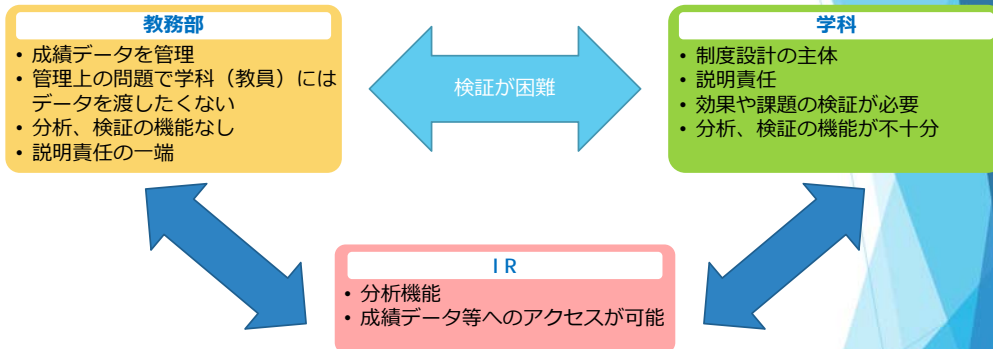 教務部
• 成績データを管理
• 管理上の問題で学科（教員）には
データを渡したくない
• 分析、検証の機能なし
• 説明責任の一端
検証が困難
学科
• 制度設計の主体
• 説明責任
• 効果や課題の検証が必要
• 分析、検証の機能が不十分
ＩＲ
• 分析機能
• 成績データ等へのアクセスが可能